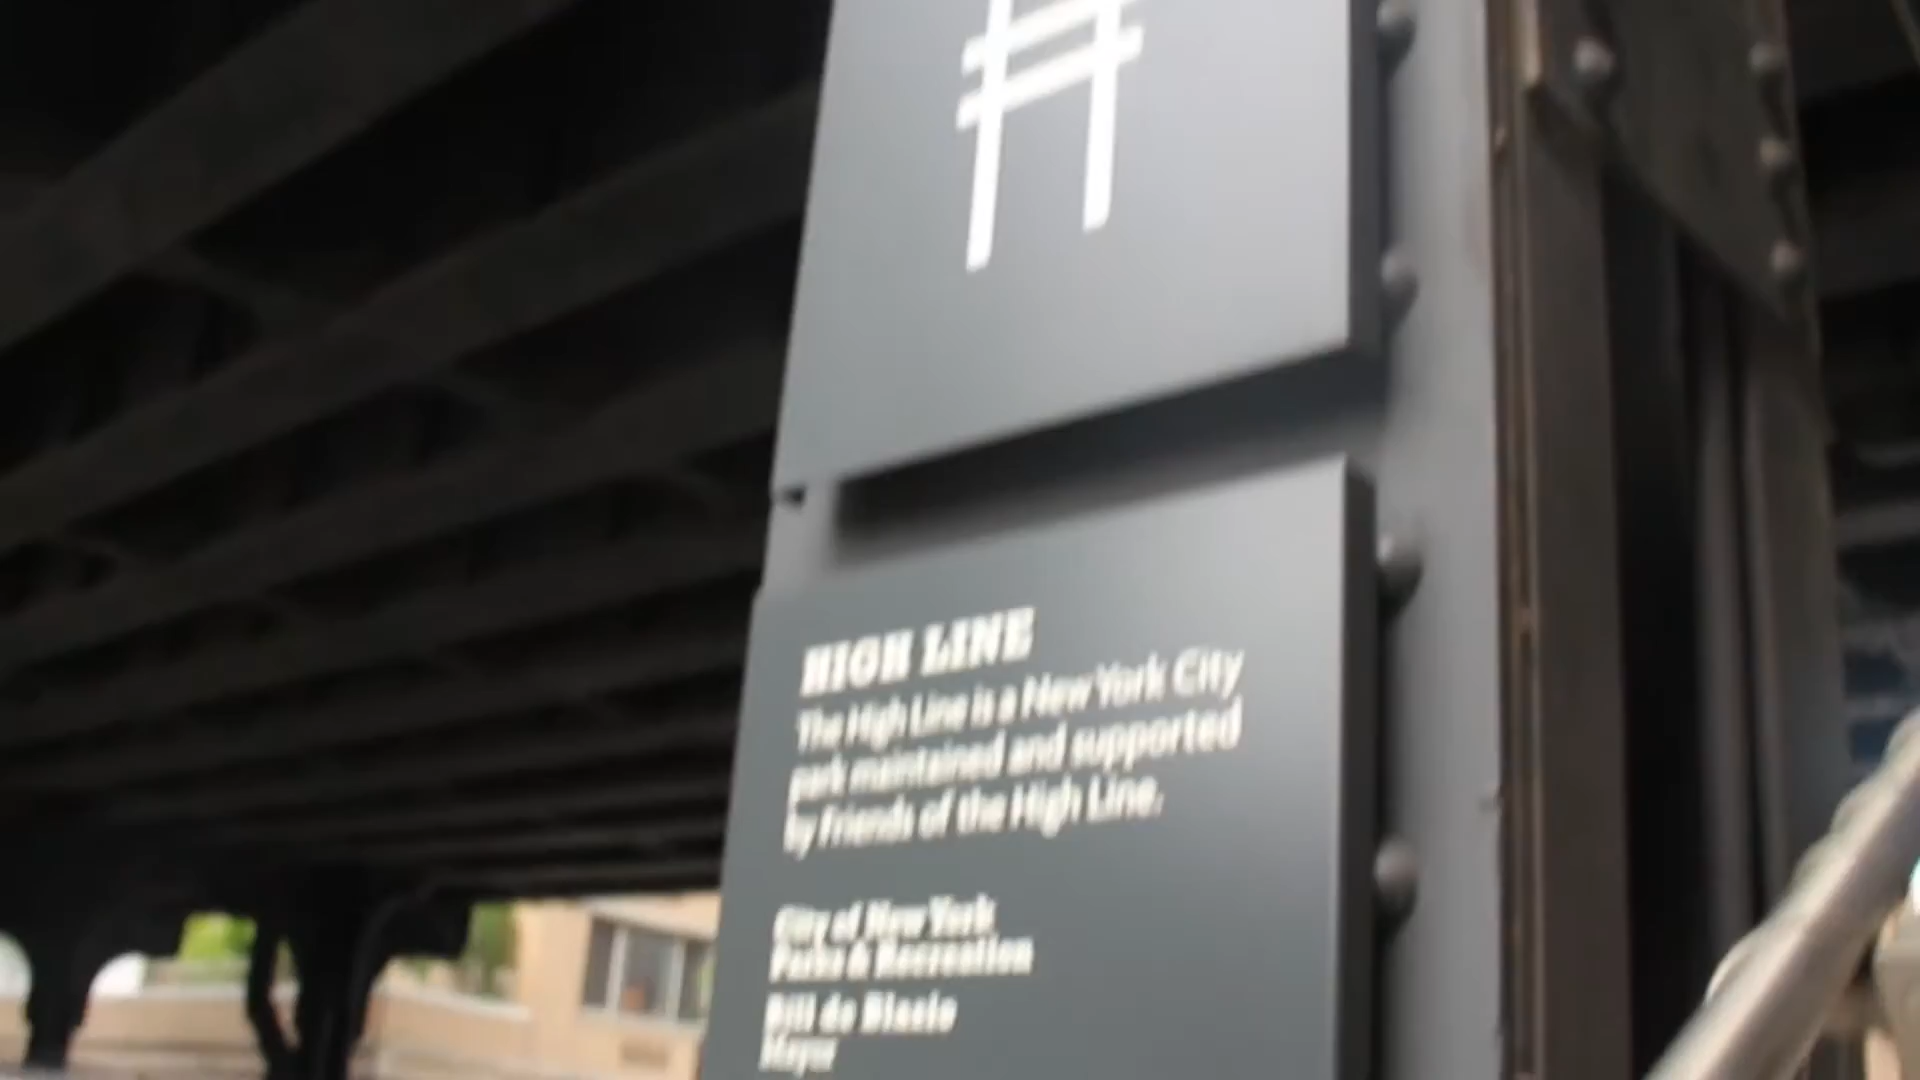 HIGH LINE
The High Line is a New York City
park maintained and supported
by Friends of the High Line.
City of New York
Parks & Recreation
Bill de Blasio
Mayor